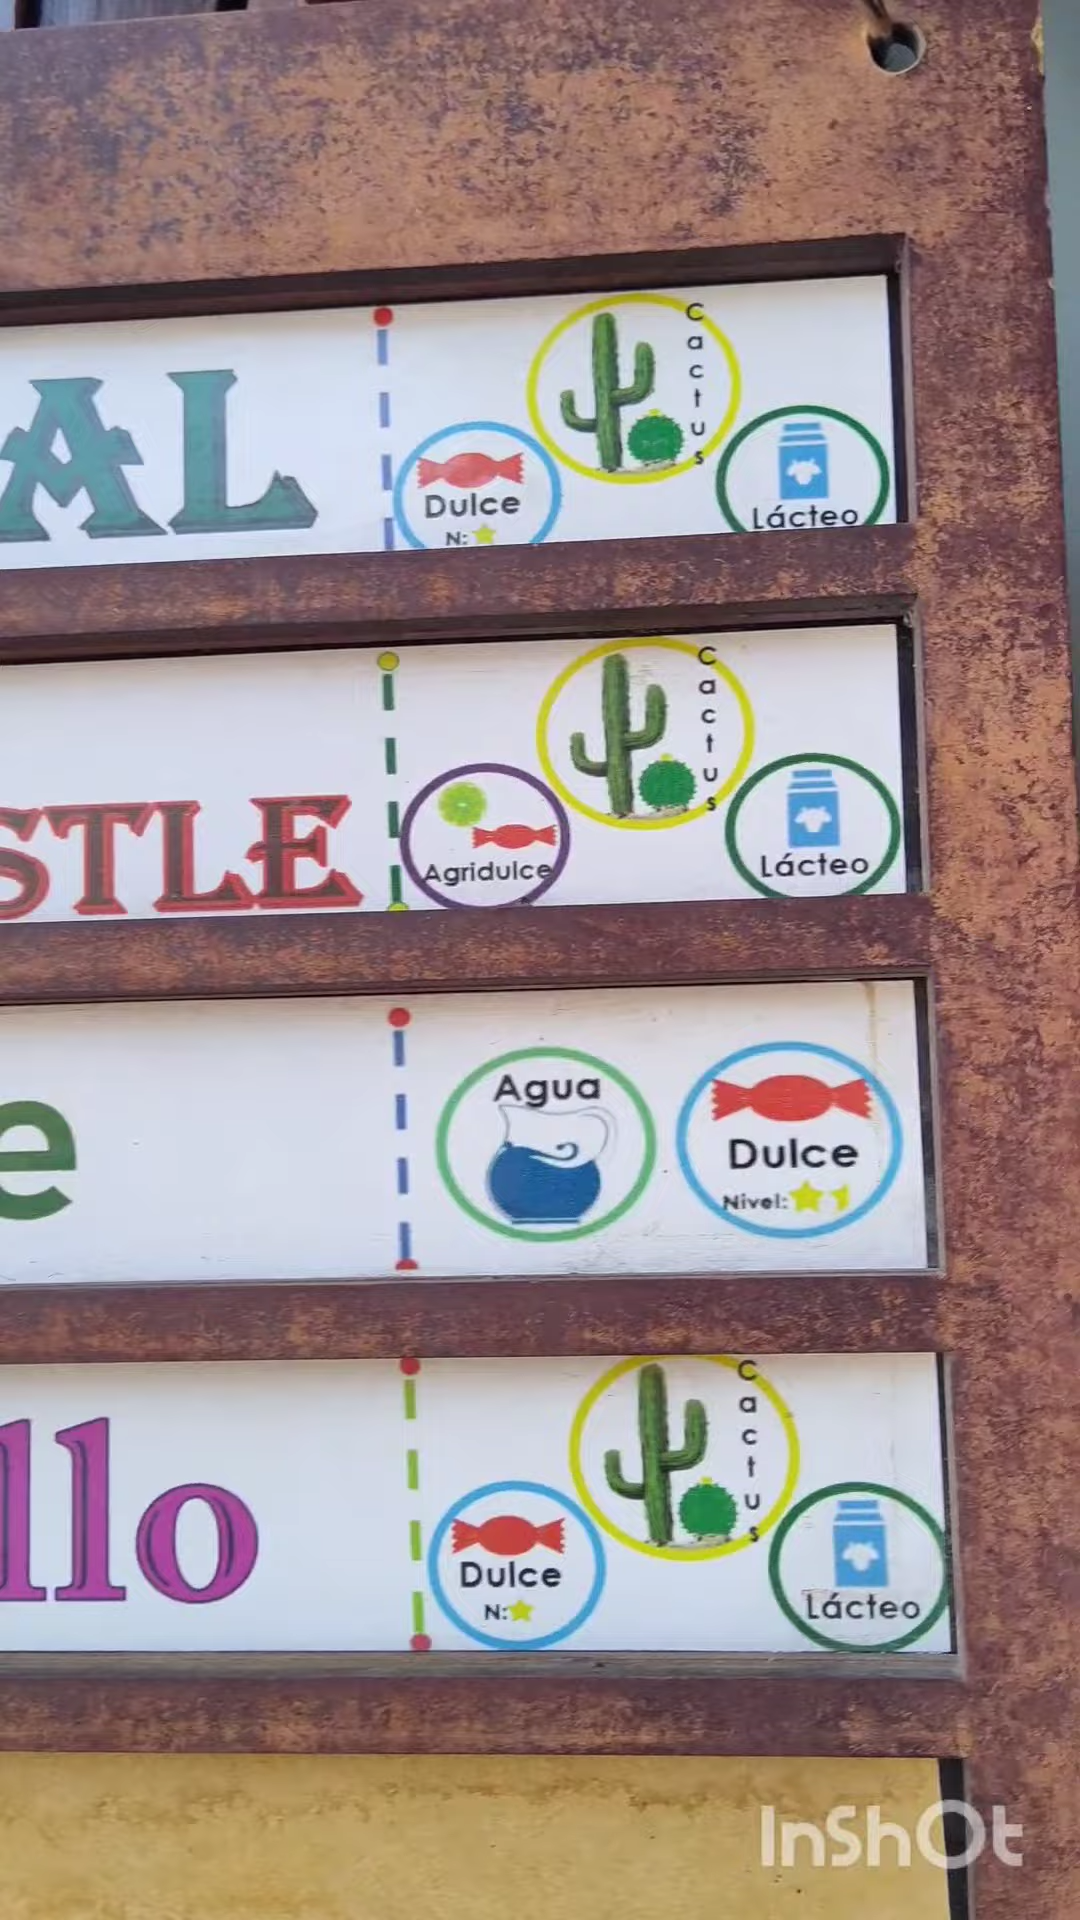 AL
Cactus
Dulce
N:
Lácteo
STLE
Cactus
Agridulce
Lácteo
e
Agua
Dulce
Nivel:
llo
Cactus
Dulce
N:
Lácteo
InShOt